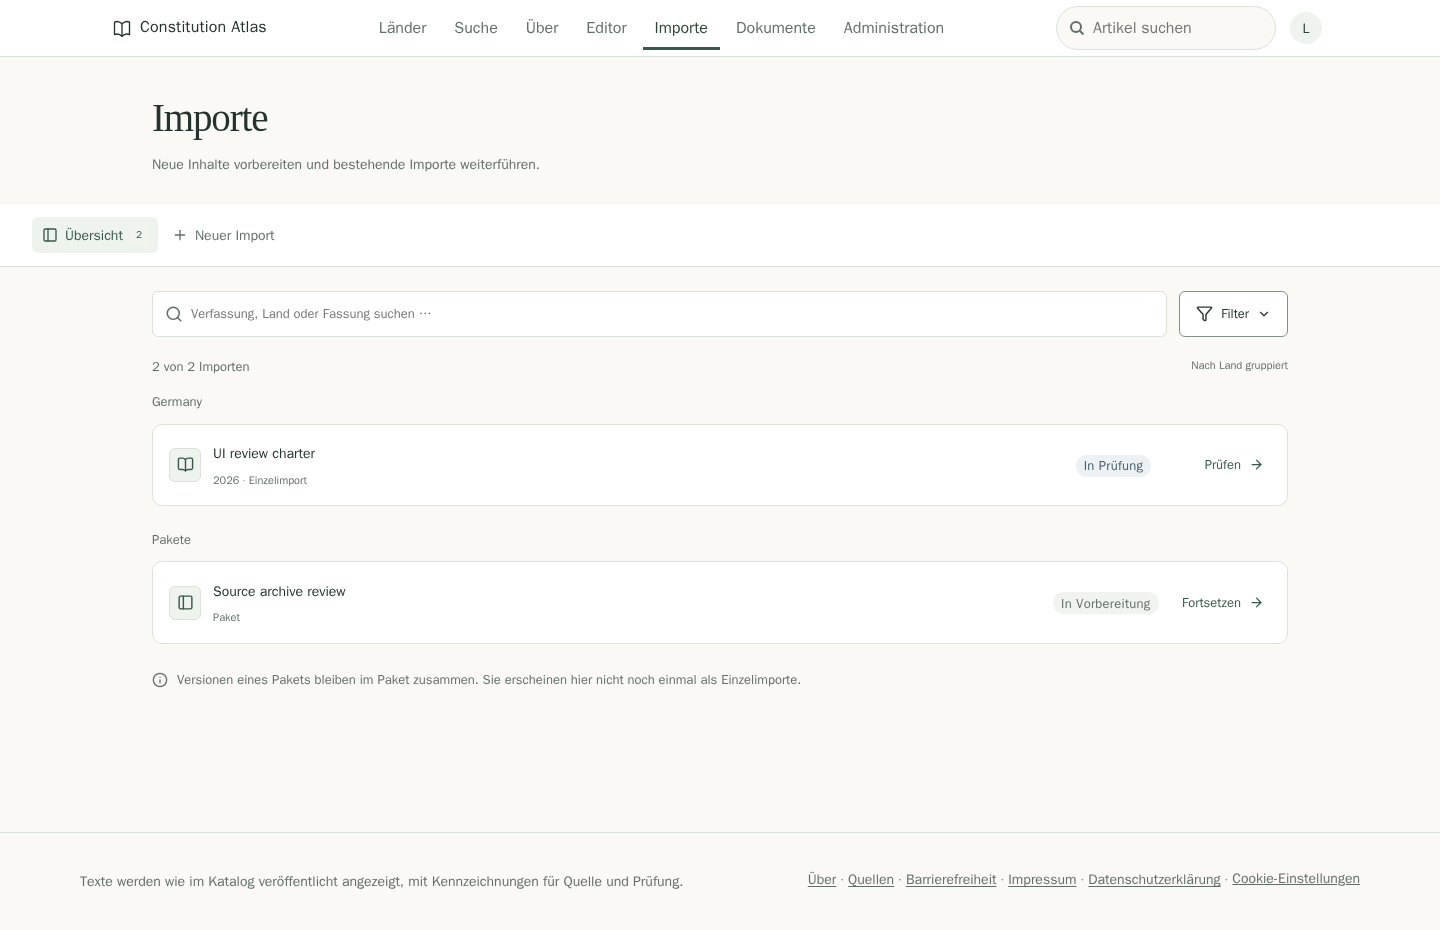 Constitution Atlas
Länder Suche Über Editor Importe Dokumente Administration
Artikel suchen
L
Importe
Neue Inhalte vorbereiten und bestehende Importe weiterführen.
Übersicht 2
Neuer Import
Verfassung, Land oder Fassung suchen ···
Filter
2 von 2 Importen
Nach Land gruppiert
Germany
UI review charter
2026 · Einzelimport
In Prüfung
Prüfen
Pakete
Source archive review
Paket
In Vorbereitung
Fortsetzen
Versionen eines Pakets bleiben im Paket zusammen. Sie erscheinen hier nicht noch einmal als Einzelimporte.
Texte werden wie im Katalog veröffentlicht angezeigt, mit Kennzeichnungen für Quelle und Prüfung.
Über · Quellen · Barrierefreiheit · Impressum · Datenschutzerklärung · Cookie-Einstellungen